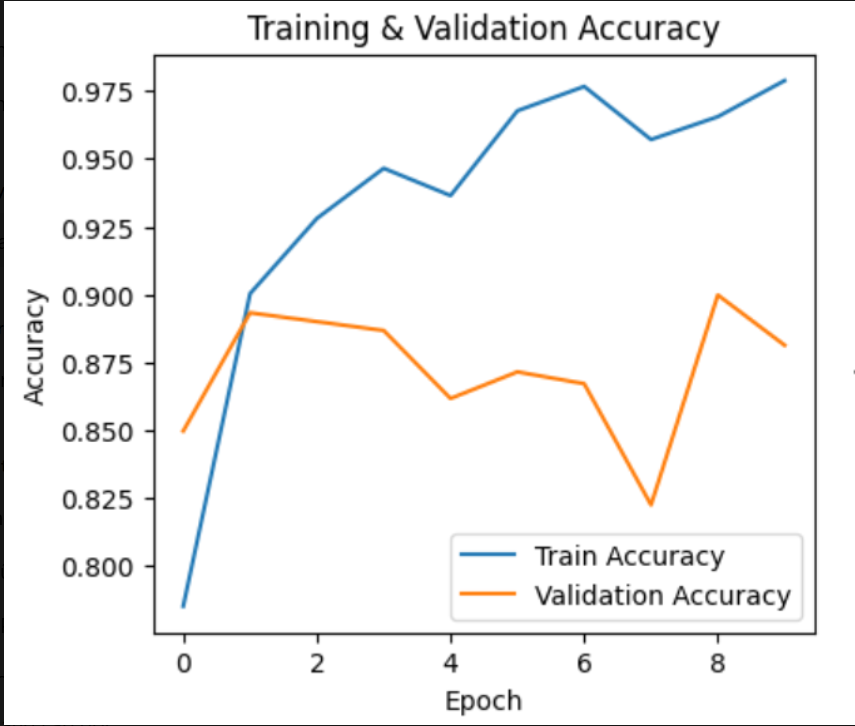 Training & Validation Accuracy
0.975
0.950
0.925
0.900
0.875
0.850
0.825
0.800
Accuracy
Train Accuracy
Validation Accuracy
0 2 4 6 8
Epoch